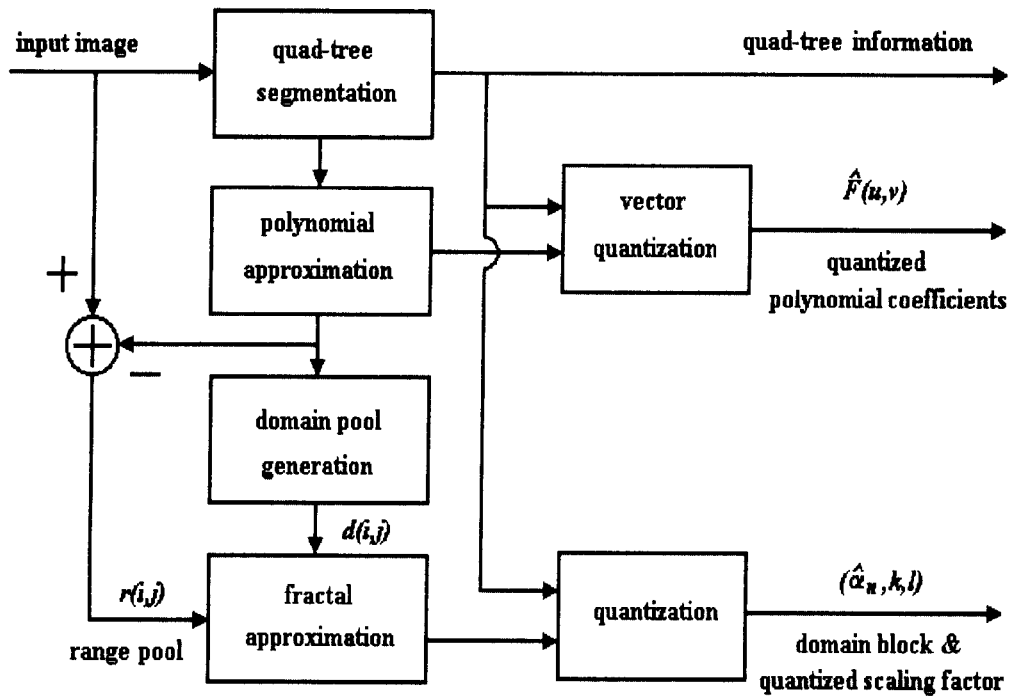 input image
quad-tree
segmentation
quad-tree information
polynomial
approximation
vector
quantization
F̂(u,v)
quantized
polynomial coefficients
+
+
−
domain pool
generation
d(i,j)
r(i,j)
range pool
fractal
approximation
quantization
(α̂ₙ,k,l)
domain block &
quantized scaling factor